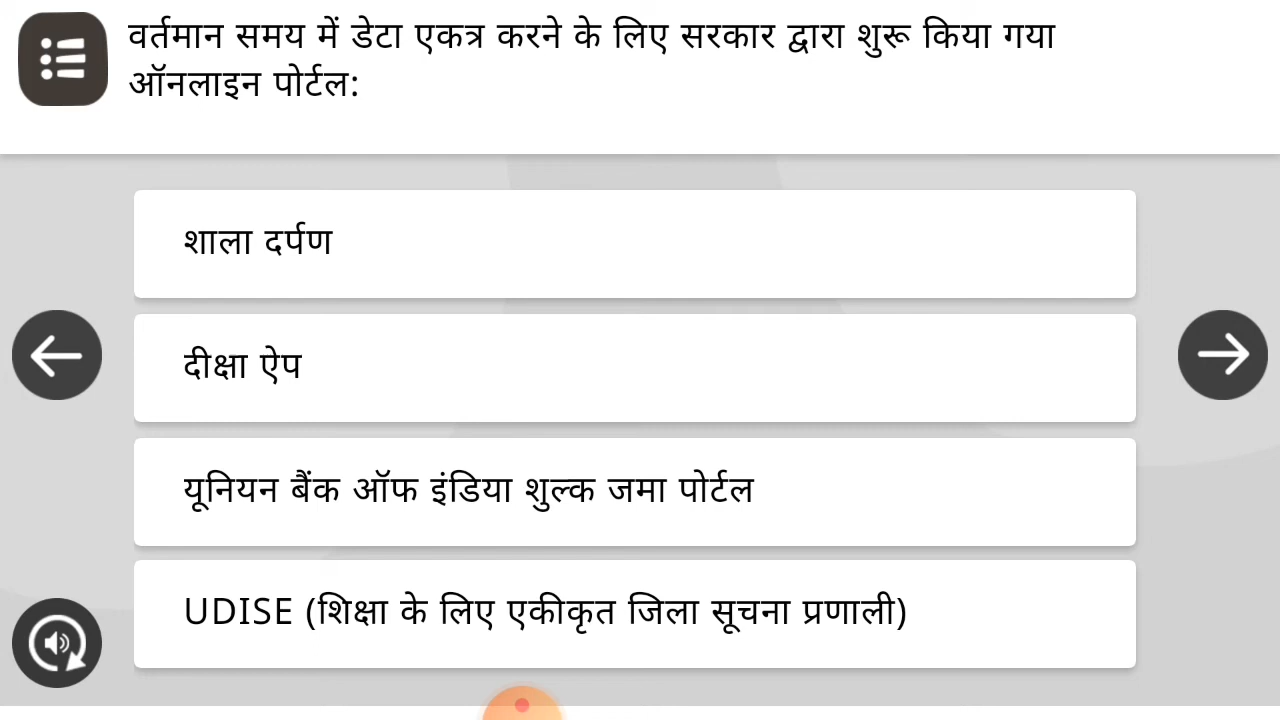 वर्तमान समय में डेटा एकत्र करने के लिए सरकार द्वारा शुरू किया गया
ऑनलाइन पोर्टल:
शाला दर्पण
दीक्षा ऐप
यूनियन बैंक ऑफ इंडिया शुल्क जमा पोर्टल
UDISE (शिक्षा के लिए एकीकृत जिला सूचना प्रणाली)